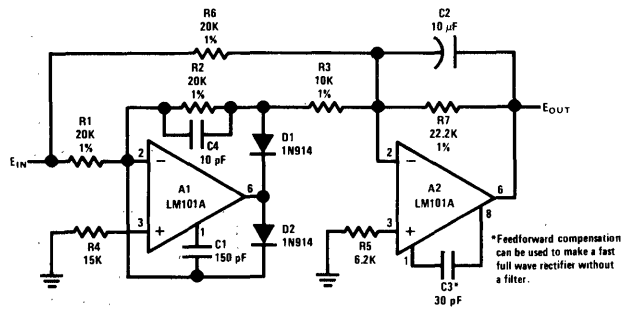 R6
20K
1%
C2
10 µF
R2
20K
1%
R3
10K
1%
R1
20K
1%
C4
10 pF
D1
1N914
R7
22.2K
1%
E_IN
E_OUT
2
−
A1
LM101A
6
3
+
1
2
−
A2
LM101A
6
8
3
+
1
D2
1N914
R4
15K
C1
150 pF
R5
6.2K
C3*
30 pF
*Feedforward compensation
can be used to make a fast
full wave rectifier without
a filter.